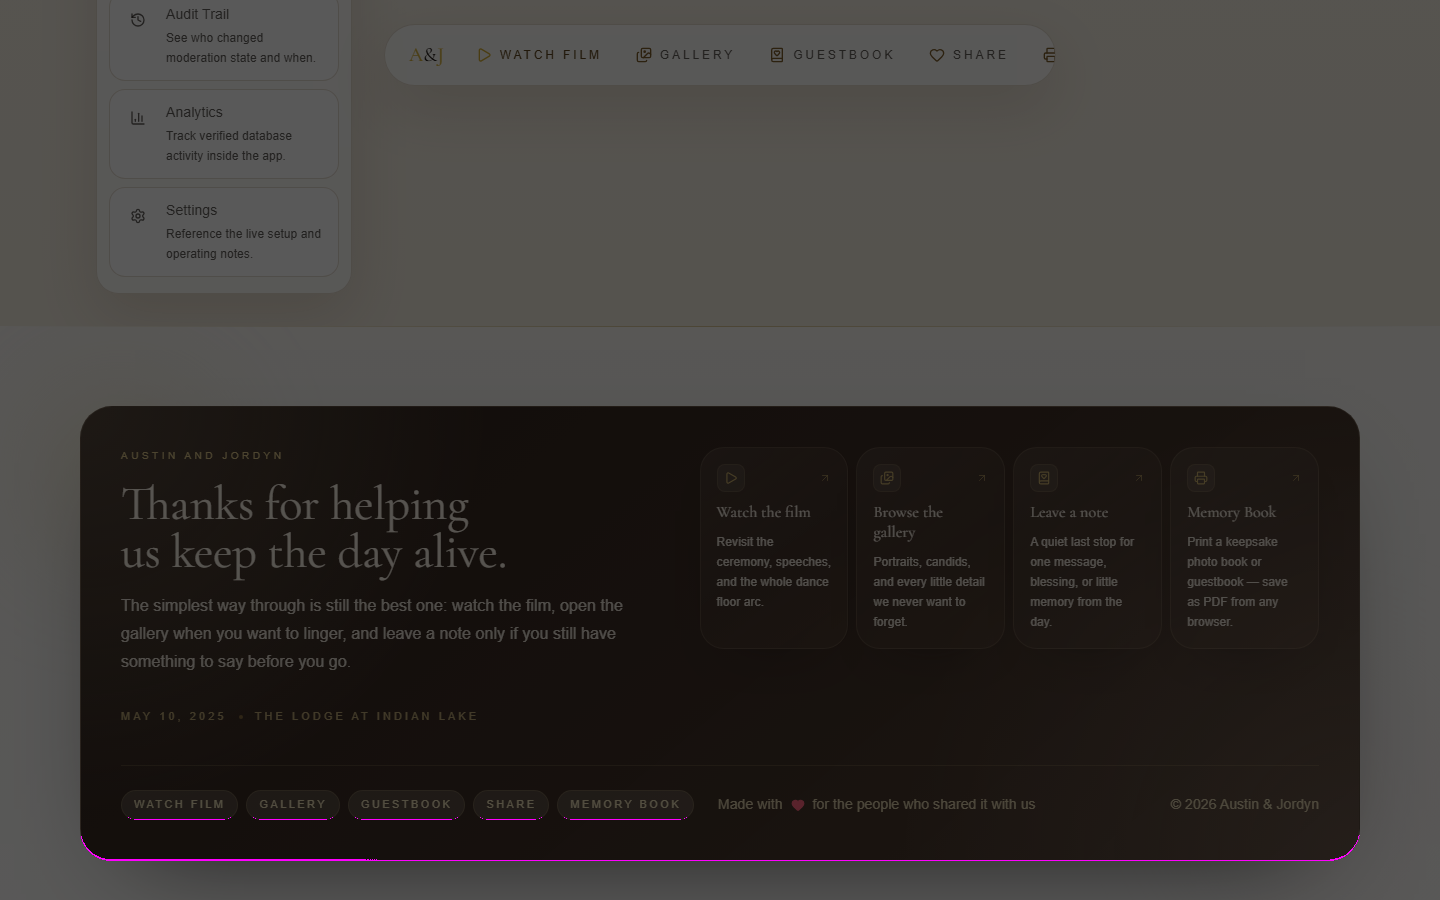 Audit Trail
See who changed
moderation state and when.
Analytics
Track verified database
activity inside the app.
Settings
Reference the live setup and
operating notes.
A&J
WATCH FILM
GALLERY
GUESTBOOK
SHARE
AUSTIN AND JORDYN
Thanks for helping
us keep the day alive.
The simplest way through is still the best one: watch the film, open the
gallery when you want to linger, and leave a note only if you still have
something to say before you go.
MAY 10, 2025 • THE LODGE AT INDIAN LAKE
Watch the film
Revisit the
ceremony, speeches,
and the whole dance
floor arc.
Browse the
gallery
Portraits, candids,
and every little detail
we never want to
forget.
Leave a note
A quiet last stop for
one message,
blessing, or little
memory from the
day.
Memory Book
Print a keepsake
photo book or
guestbook — save
as PDF from any
browser.
WATCH FILM
GALLERY
GUESTBOOK
SHARE
MEMORY BOOK
Made with
for the people who shared it with us
© 2026 Austin & Jordyn